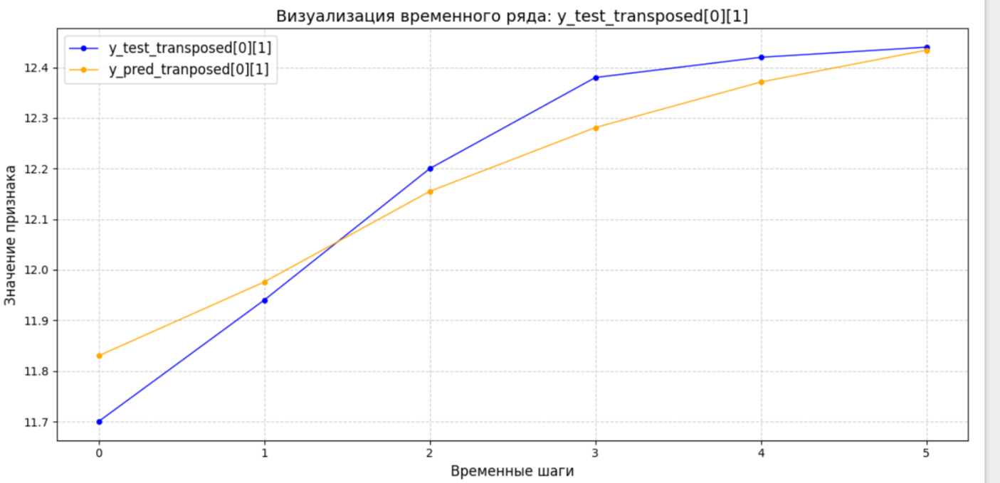 Визуализация временного ряда: y_test_transposed[0][1]
y_test_transposed[0][1]
y_pred_tranposed[0][1]
Значение признака
12.4
12.3
12.2
12.1
12.0
11.9
11.8
11.7
0 1 2 3 4 5
Временные шаги